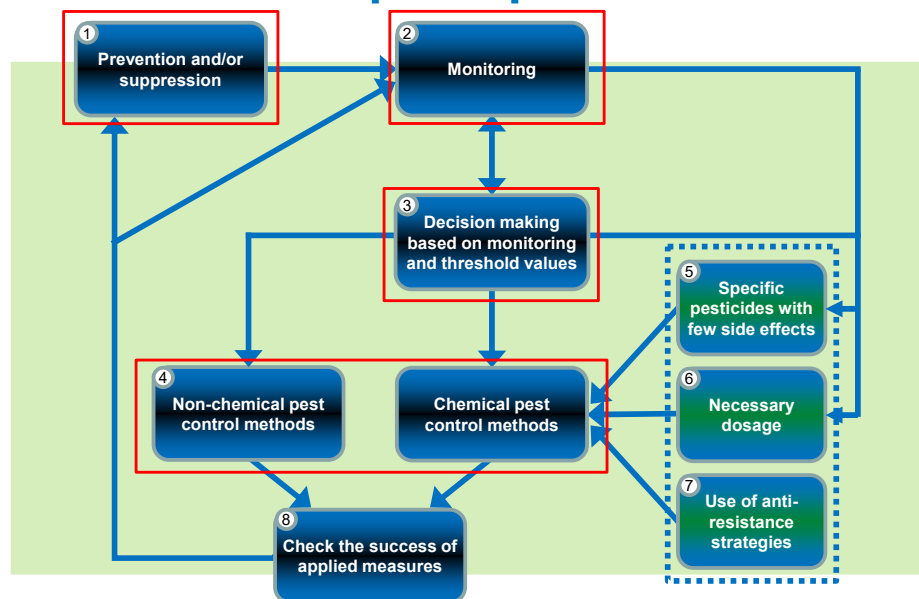 1
Prevention and/or
suppression
2
Monitoring
3
Decision making
based on monitoring
and threshold values
5
Specific
pesticides with
few side effects
4
Non-chemical pest
control methods
Chemical pest
control methods
6
Necessary
dosage
7
Use of anti-
resistance
strategies
8
Check the success of
applied measures